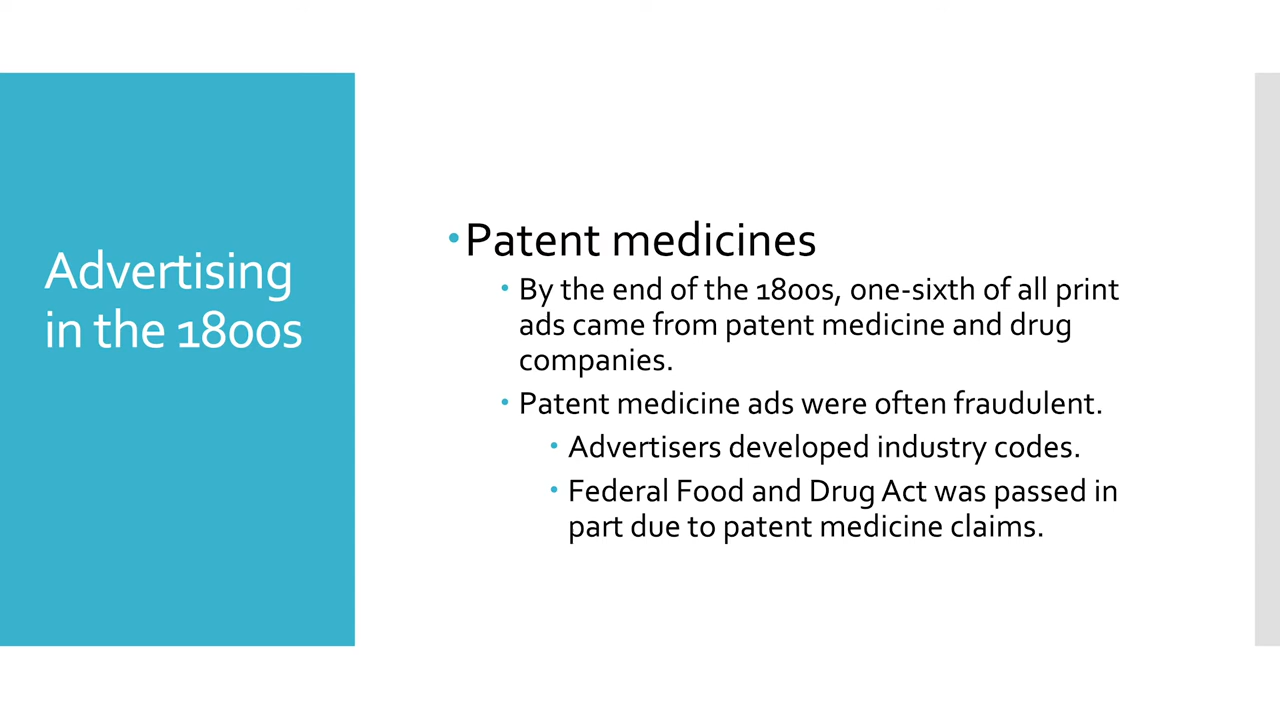 Advertising
in the 1800s
•Patent medicines
• By the end of the 1800s, one-sixth of all print
ads came from patent medicine and drug
companies.
• Patent medicine ads were often fraudulent.
• Advertisers developed industry codes.
• Federal Food and Drug Act was passed in
part due to patent medicine claims.